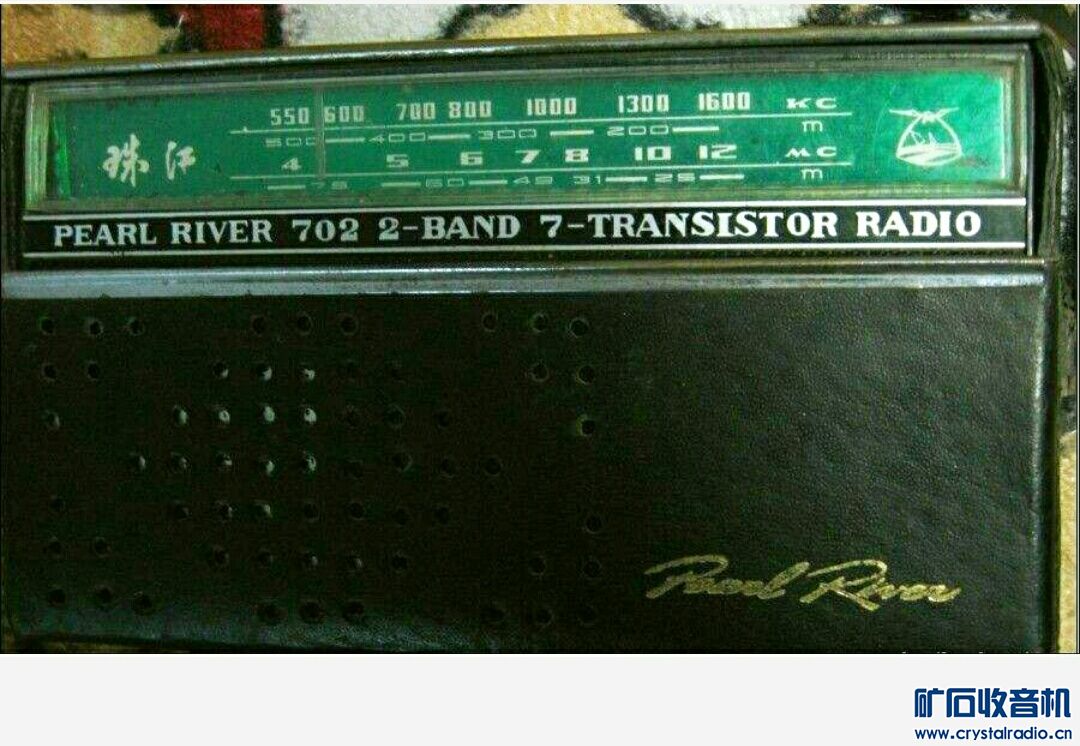 550 600 700 800 1000 1300 1600 KC
500 400 300 200 m
珠江
4 5 6 7 8 10 12 MC
75 60 49 31 25 m
PEARL RIVER 702 2-BAND 7-TRANSISTOR RADIO
Pearl River
矿石收音机
www.crystalradio.cn